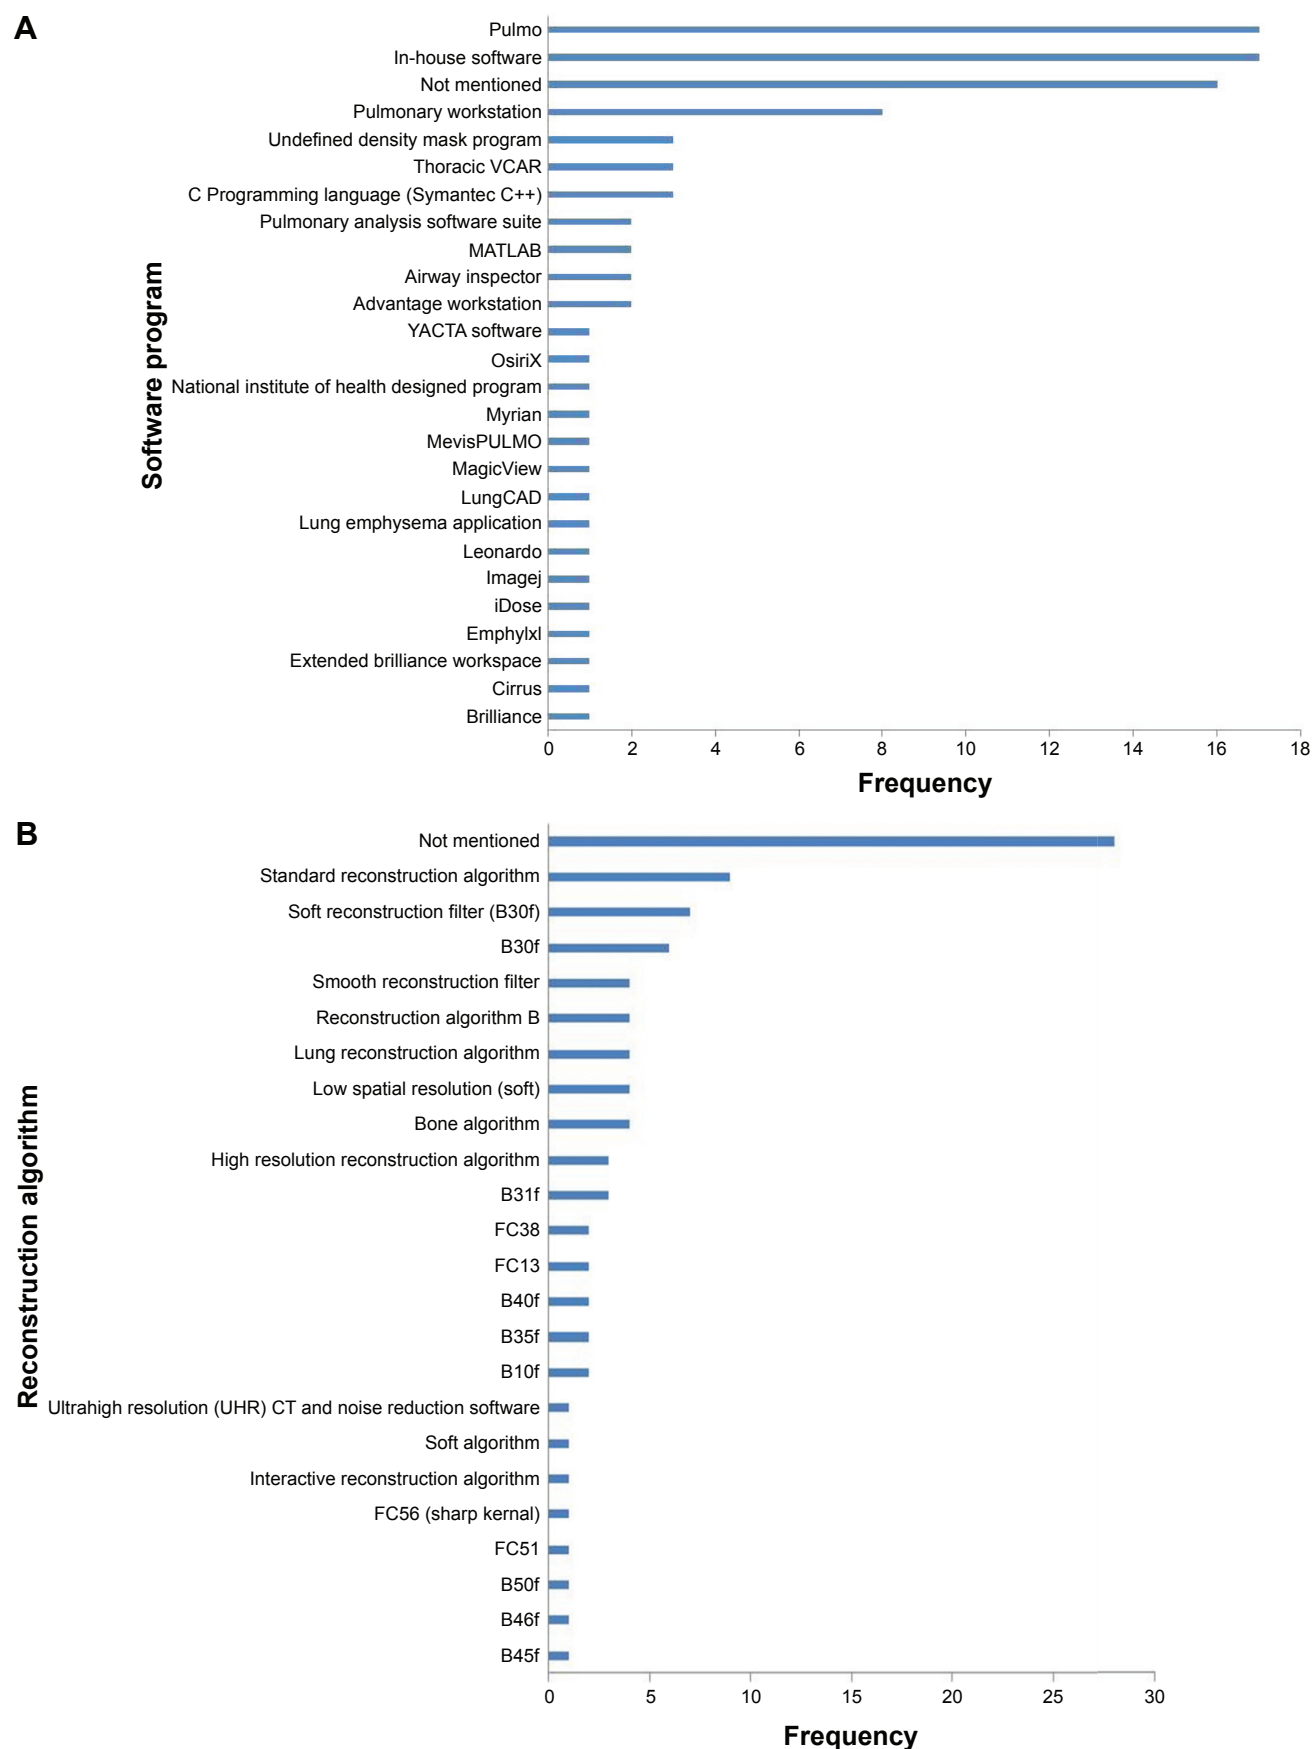 A
Pulmo
In-house software
Not mentioned
Pulmonary workstation
Undefined density mask program
Thoracic VCAR
C Programming language (Symantec C++)
Pulmonary analysis software suite
MATLAB
Airway inspector
Advantage workstation
YACTA software
OsiriX
National institute of health designed program
Myrian
MevisPULMO
MagicView
LungCAD
Lung emphysema application
Leonardo
Imagej
iDose
Emphylxl
Extended brilliance workspace
Cirrus
Brilliance
Software program
0 2 4 6 8 10 12 14 16 18
Frequency
B
Not mentioned
Standard reconstruction algorithm
Soft reconstruction filter (B30f)
B30f
Smooth reconstruction filter
Reconstruction algorithm B
Lung reconstruction algorithm
Low spatial resolution (soft)
Bone algorithm
High resolution reconstruction algorithm
B31f
FC38
FC13
B40f
B35f
B10f
Ultrahigh resolution (UHR) CT and noise reduction software
Soft algorithm
Interactive reconstruction algorithm
FC56 (sharp kernal)
FC51
B50f
B46f
B45f
Reconstruction algorithm
0 5 10 15 20 25 30
Frequency